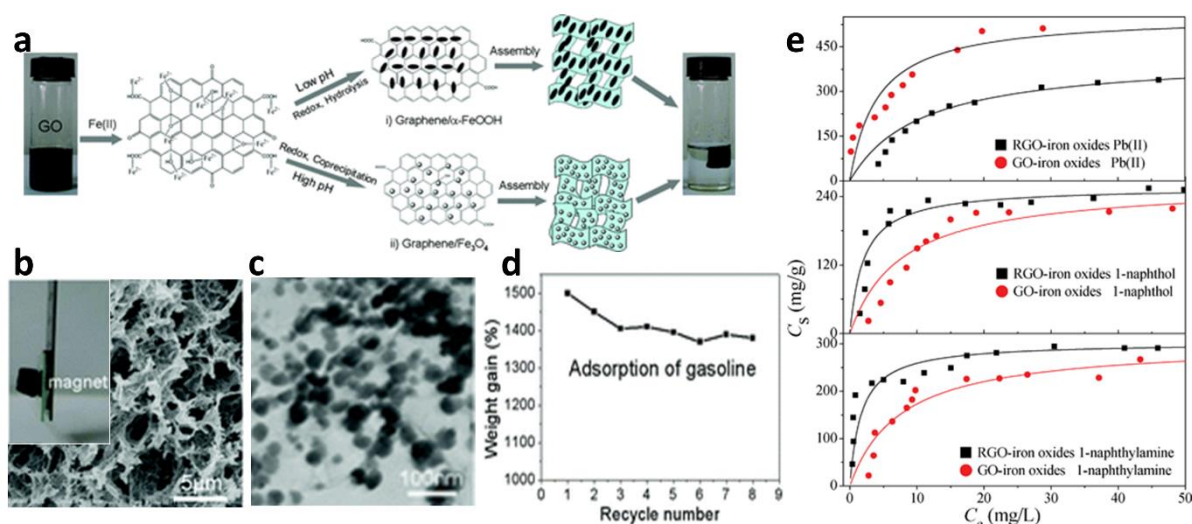 a
GO
Fe(II)
Fe²⁺
HOOC
COOH
Low pH
Redox, Hydrolysis
Redox, Coprecipitation
High pH
i) Graphene/α-FeOOH
ii) Graphene/Fe₃O₄
Assembly
Assembly
b
magnet
5μm
c
100nm
d
Weight gain (%)
1500
1400
1300
1200
1100
1000
Adsorption of gasoline
0 1 2 3 4 5 6 7 8 9
Recycle number
e
450
300
150
0
RGO-iron oxides Pb(II)
GO-iron oxides Pb(II)
240
120
0
RGO-iron oxides 1-naphthol
GO-iron oxides 1-naphthol
Cs (mg/g)
300
200
100
0
RGO-iron oxides 1-naphthylamine
GO-iron oxides 1-naphthylamine
0 10 20 30 40 50
Ce (mg/L)